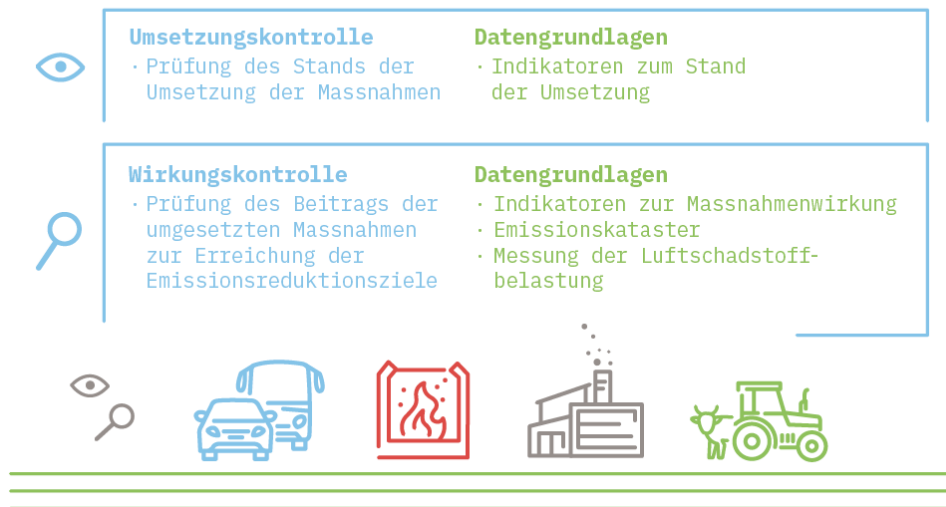 Umsetzungskontrolle
· Prüfung des Stands der
Umsetzung der Massnahmen
Datengrundlagen
· Indikatoren zum Stand
der Umsetzung
Wirkungskontrolle
· Prüfung des Beitrags der
umgesetzten Massnahmen
zur Erreichung der
Emissionsreduktionsziele
Datengrundlagen
· Indikatoren zur Massnahmenwirkung
· Emissionskataster
· Messung der Luftschadstoff-
belastung